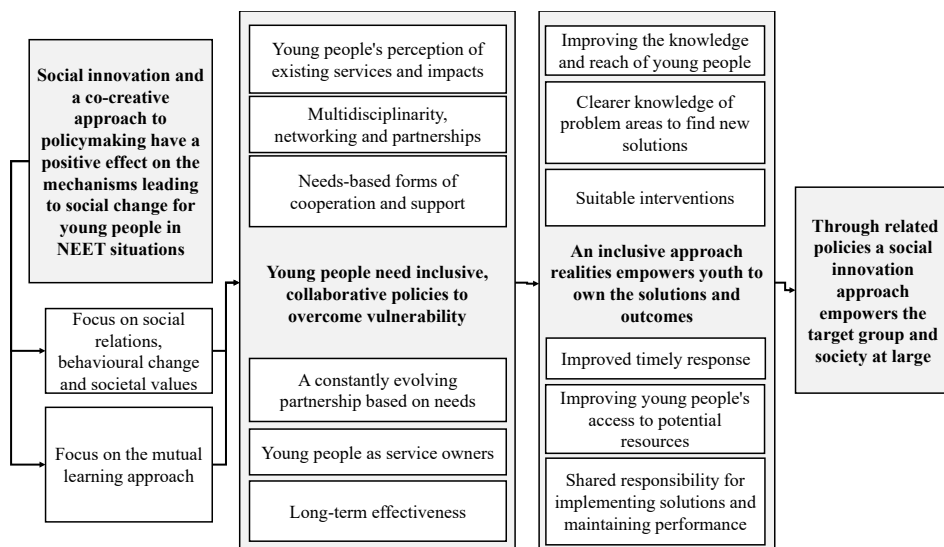 Social innovation and
a co-creative
approach to
policymaking have a
positive effect on the
mechanisms leading
to social change for
young people in
NEET situations
Focus on social
relations,
behavioural change
and societal values
Focus on the mutual
learning approach
Young people's perception of
existing services and impacts
Multidisciplinarity,
networking and partnerships
Needs-based forms of
cooperation and support
Young people need inclusive,
collaborative policies to
overcome vulnerability
A constantly evolving
partnership based on needs
Young people as service owners
Long-term effectiveness
Improving the knowledge
and reach of young people
Clearer knowledge of
problem areas to find new
solutions
Suitable interventions
An inclusive approach
realities empowers youth to
own the solutions and
outcomes
Improved timely response
Improving young people's
access to potential
resources
Shared responsibility for
implementing solutions and
maintaining performance
Through related
policies a social
innovation
approach
empowers the
target group and
society at large